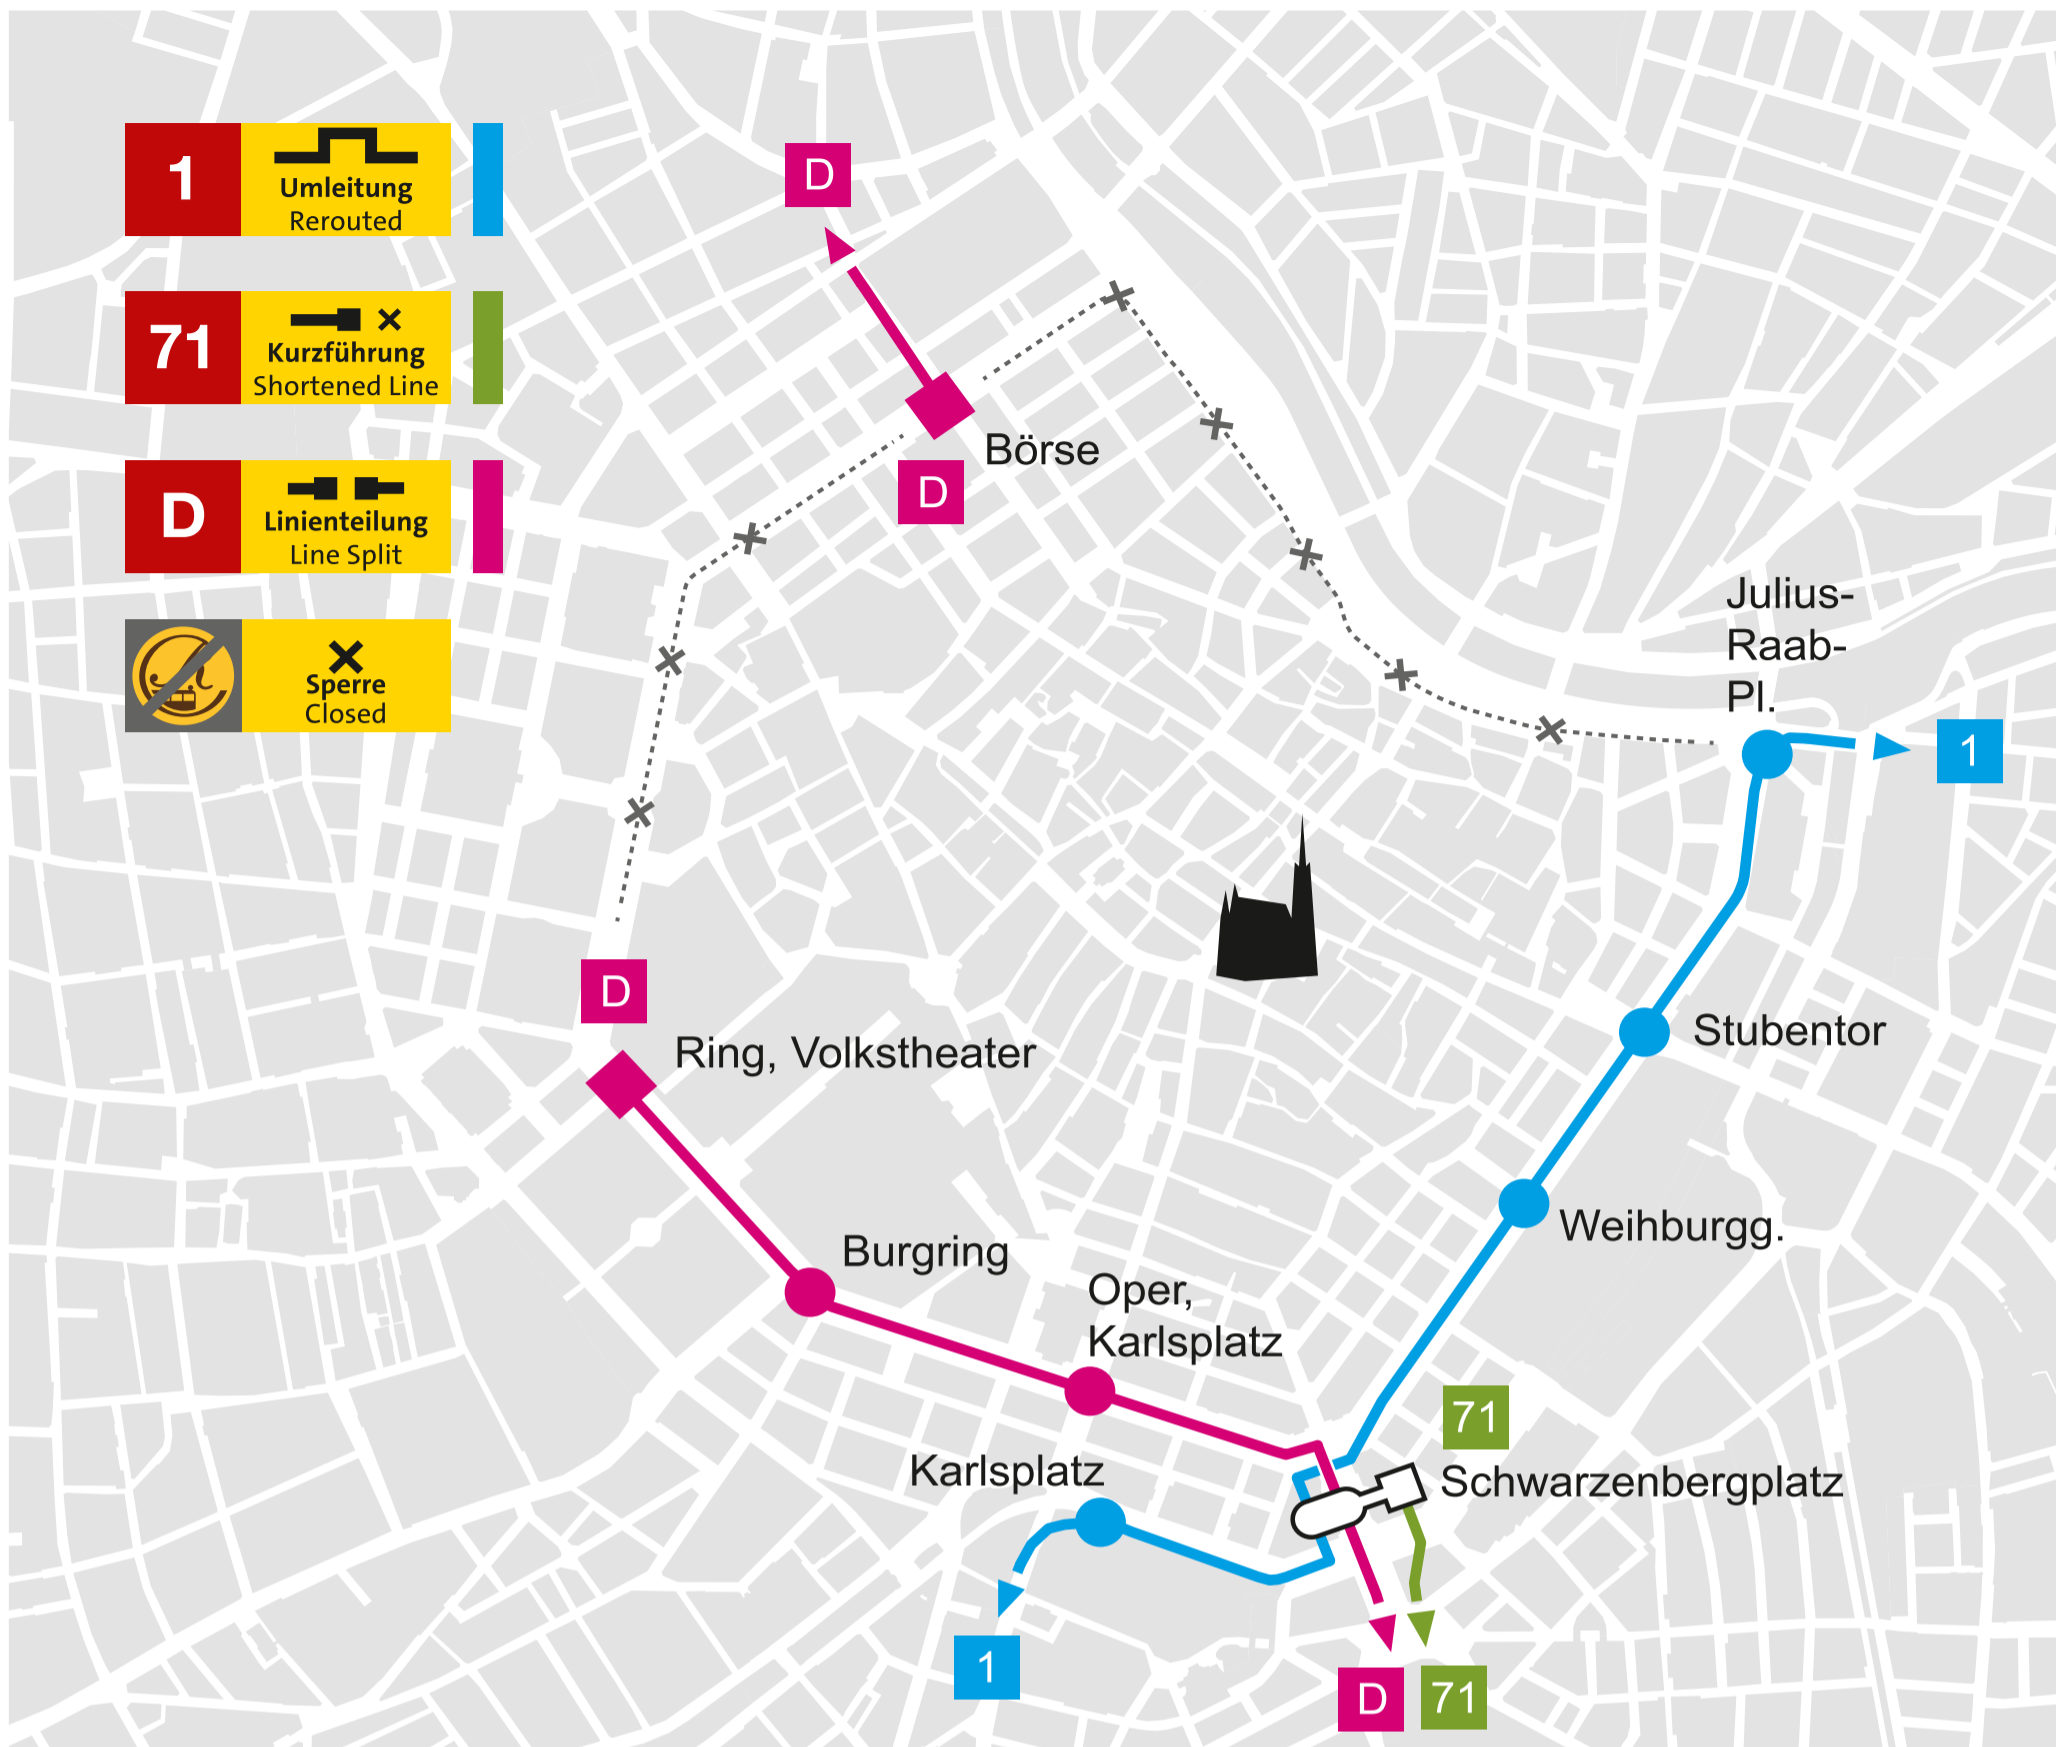 1
Umleitung
Rerouted
71
Kurzführung
Shortened Line
D
Linienteilung
Line Split
Sperre
Closed
D
Börse
D
Julius-
Raab-
Pl.
1
D
Ring, Volkstheater
Stubentor
Weihburgg.
Burgring
Oper,
Karlsplatz
71
Schwarzenbergplatz
Karlsplatz
1
D
71